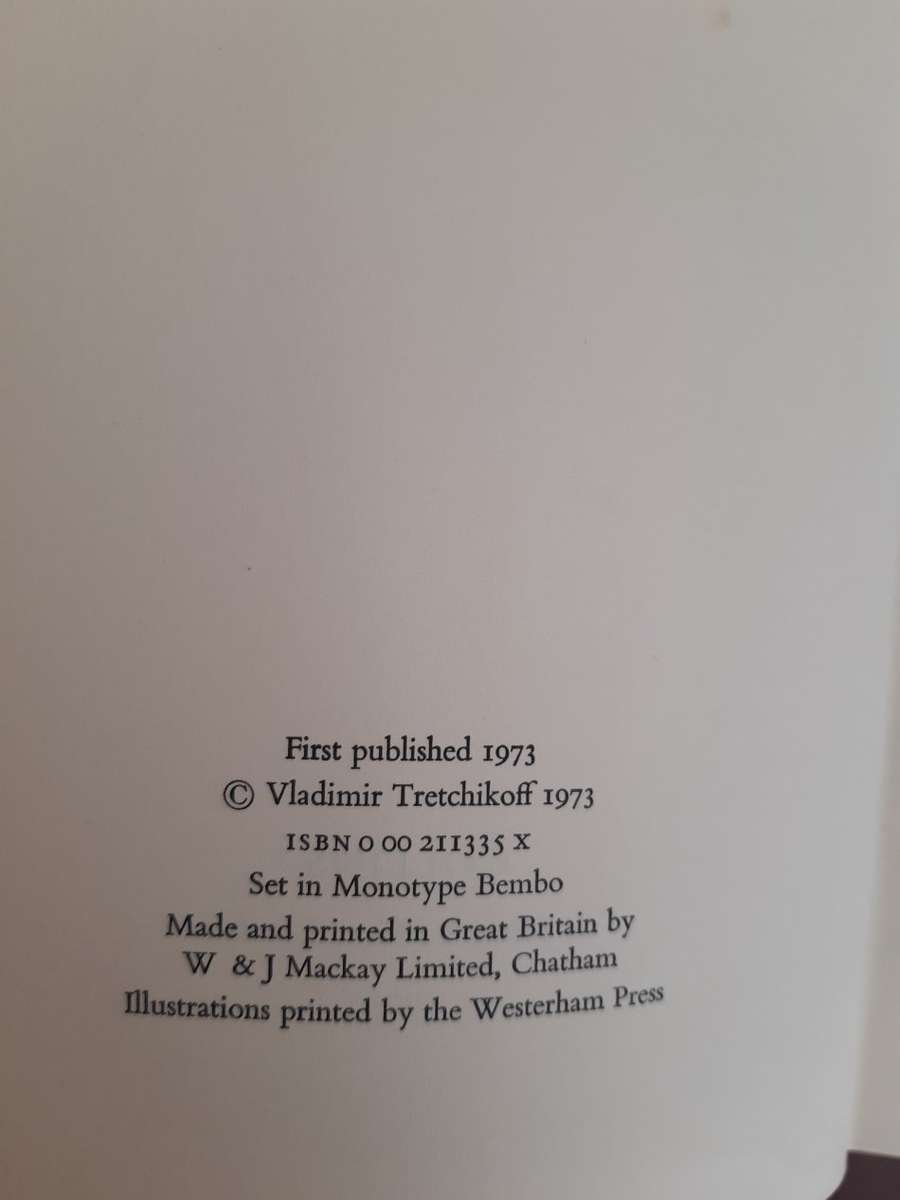 First published 1973
© Vladimir Tretchikoff 1973
ISBN 0 00 211335 X
Set in Monotype Bembo
Made and printed in Great Britain by
W & J Mackay Limited, Chatham
Illustrations printed by the Westerham Press